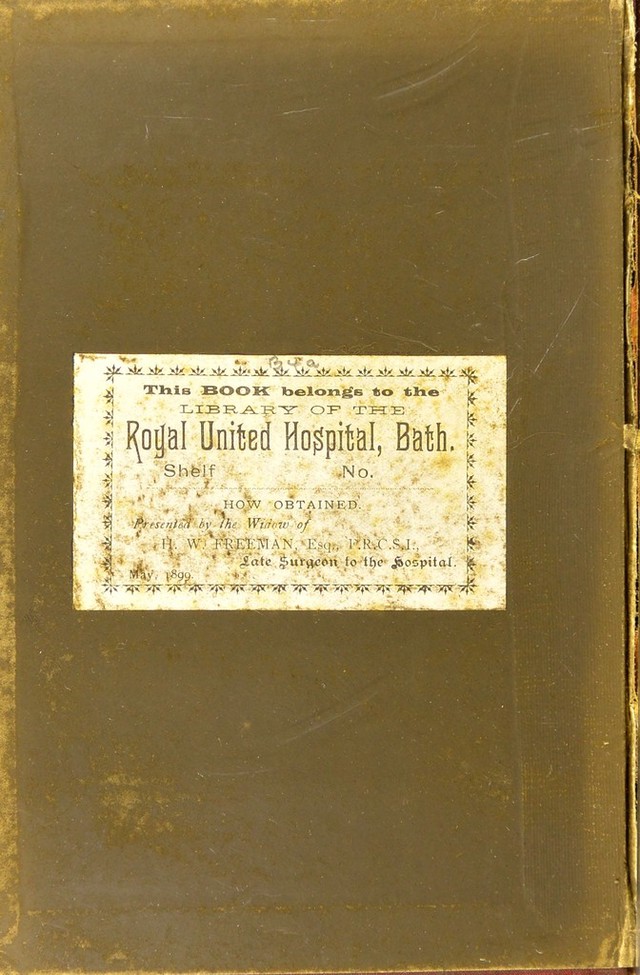 This BOOK belongs to the
LIBRARY OF THE
Royal United Hospital, Bath.
Shelf No.
HOW OBTAINED.
Presented by the Widow of
H. W. FREEMAN, Esq., F.R.C.S.I.,
Late Surgeon to the Hospital.
May, 1899.